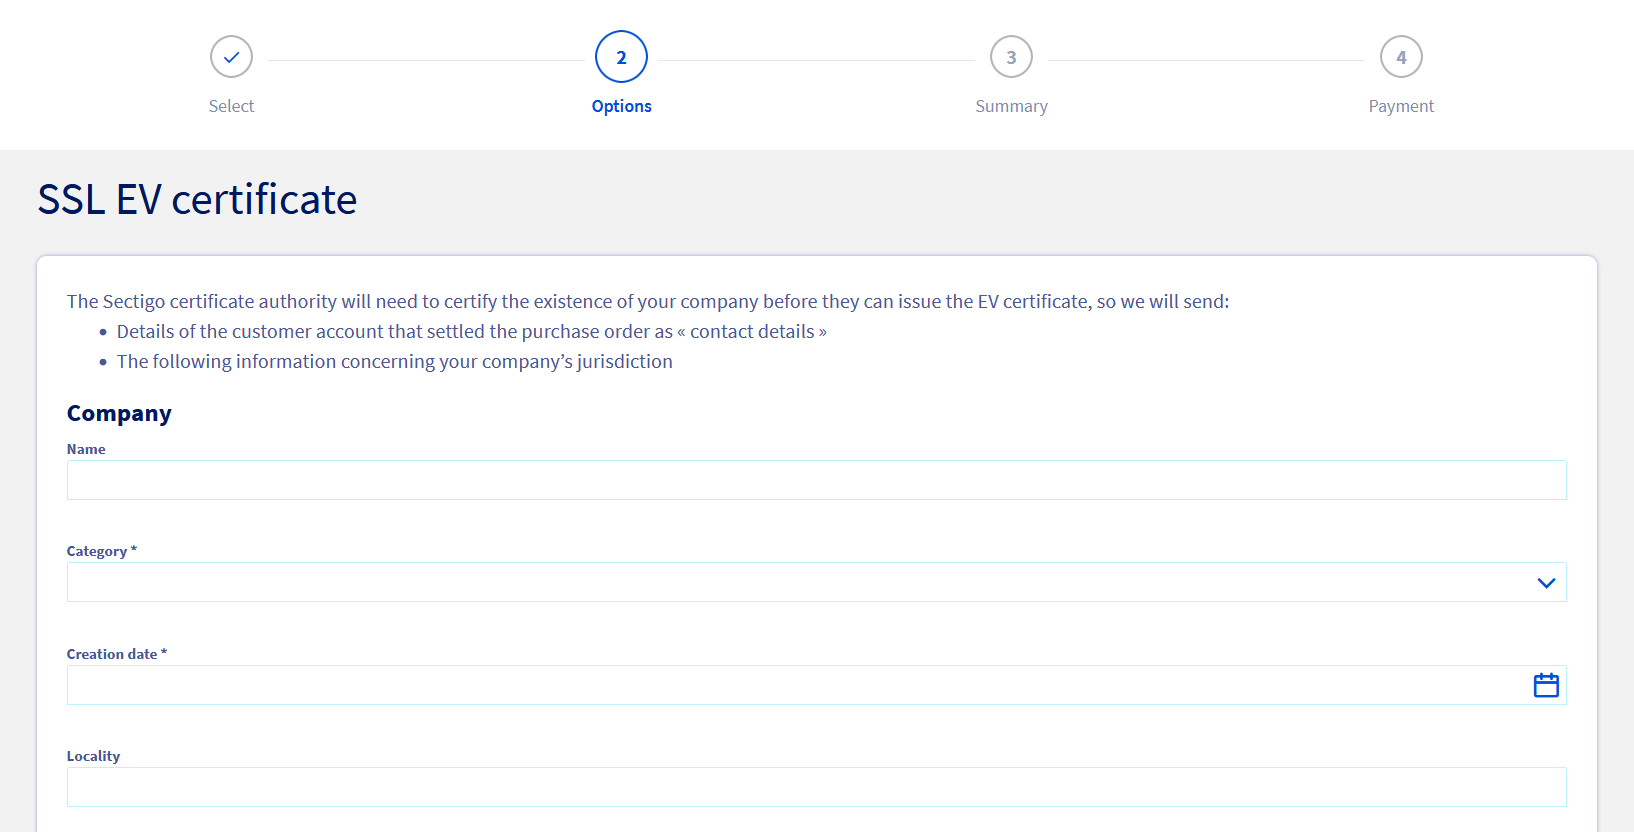 2
3
4
Select
Options
Summary
Payment
SSL EV certificate
The Sectigo certificate authority will need to certify the existence of your company before they can issue the EV certificate, so we will send:
• Details of the customer account that settled the purchase order as « contact details »
• The following information concerning your company’s jurisdiction
Company
Name
Category *
Creation date *
Locality